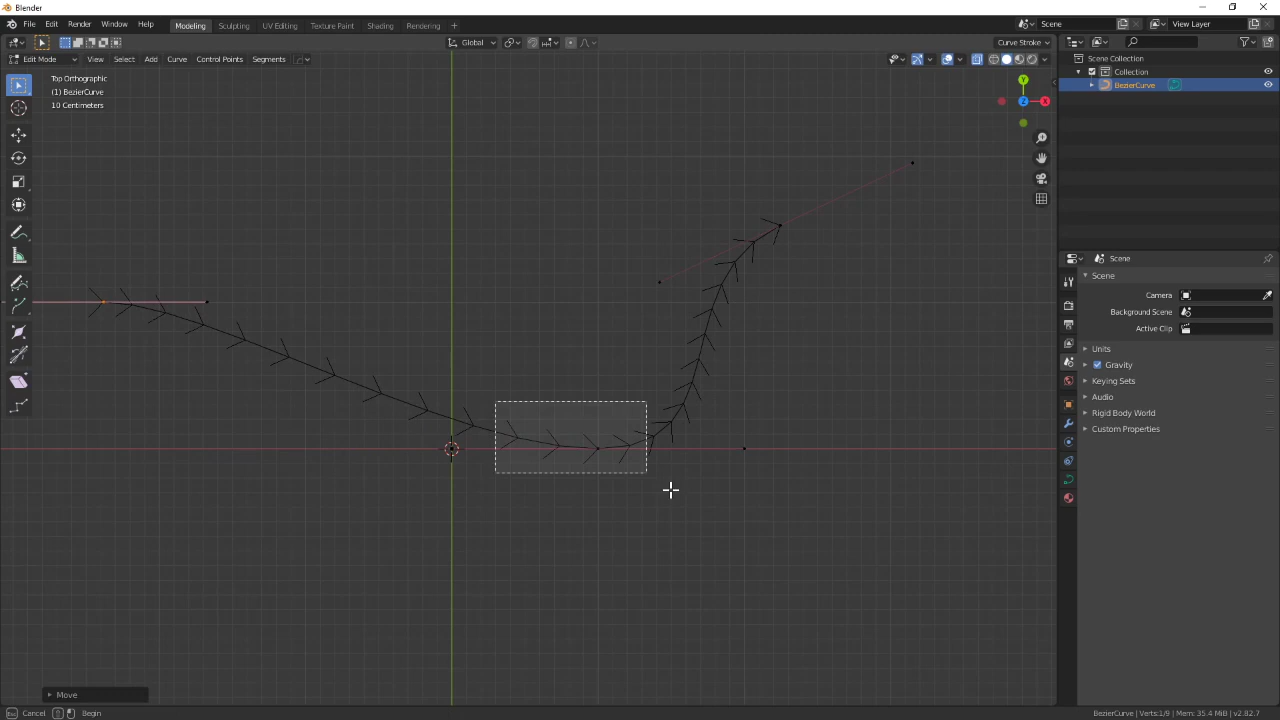 Blender
File Edit Render Window Help Modeling Sculpting UV Editing Texture Paint Shading Rendering + Scene View Layer
Global Curve Stroke
Edit Mode View Select Add Curve Control Points Segments
Top Orthographic
(1) BezierCurve
10 Centimeters
Y
Z
X
Scene Collection
Collection
BezierCurve
Scene
Scene
Camera
Background Scene
Active Clip
Units
Gravity
Keying Sets
Audio
Rigid Body World
Custom Properties
Move
Cancel Begin BezierCurve | Verts:1/9 | Mem: 35.4 MiB | v2.82.7